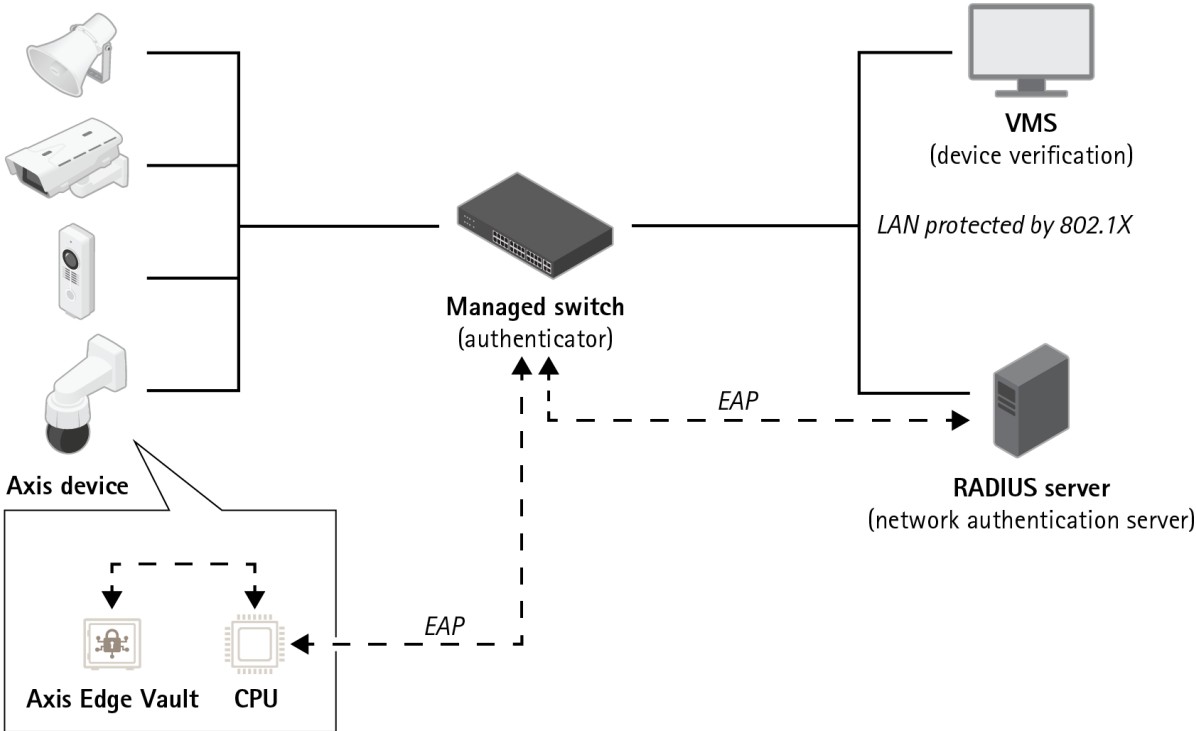 VMS
(device verification)
LAN protected by 802.1X
Managed switch
(authenticator)
EAP
Axis device
RADIUS server
(network authentication server)
EAP
Axis Edge Vault
CPU